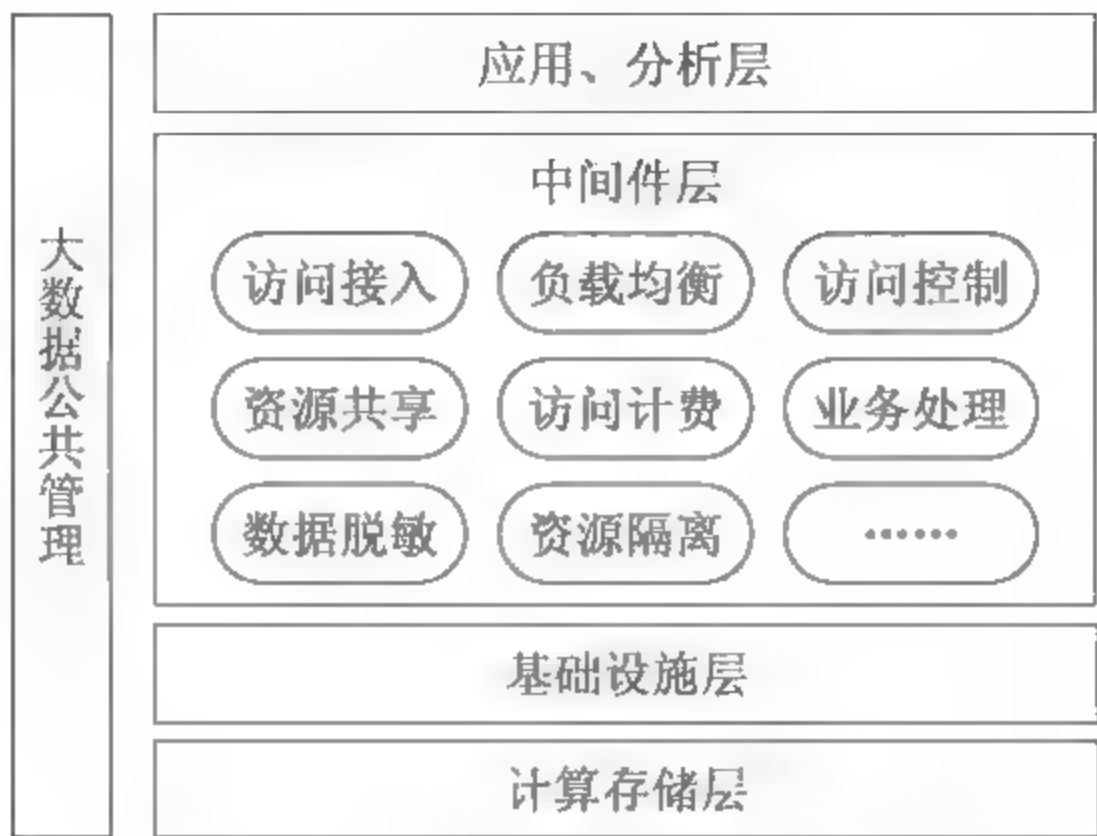 大数据公共管理
应用、分析层
中间件层
访问接入
负载均衡
访问控制
资源共享
访问计费
业务处理
数据脱敏
资源隔离
……
基础设施层
计算存储层